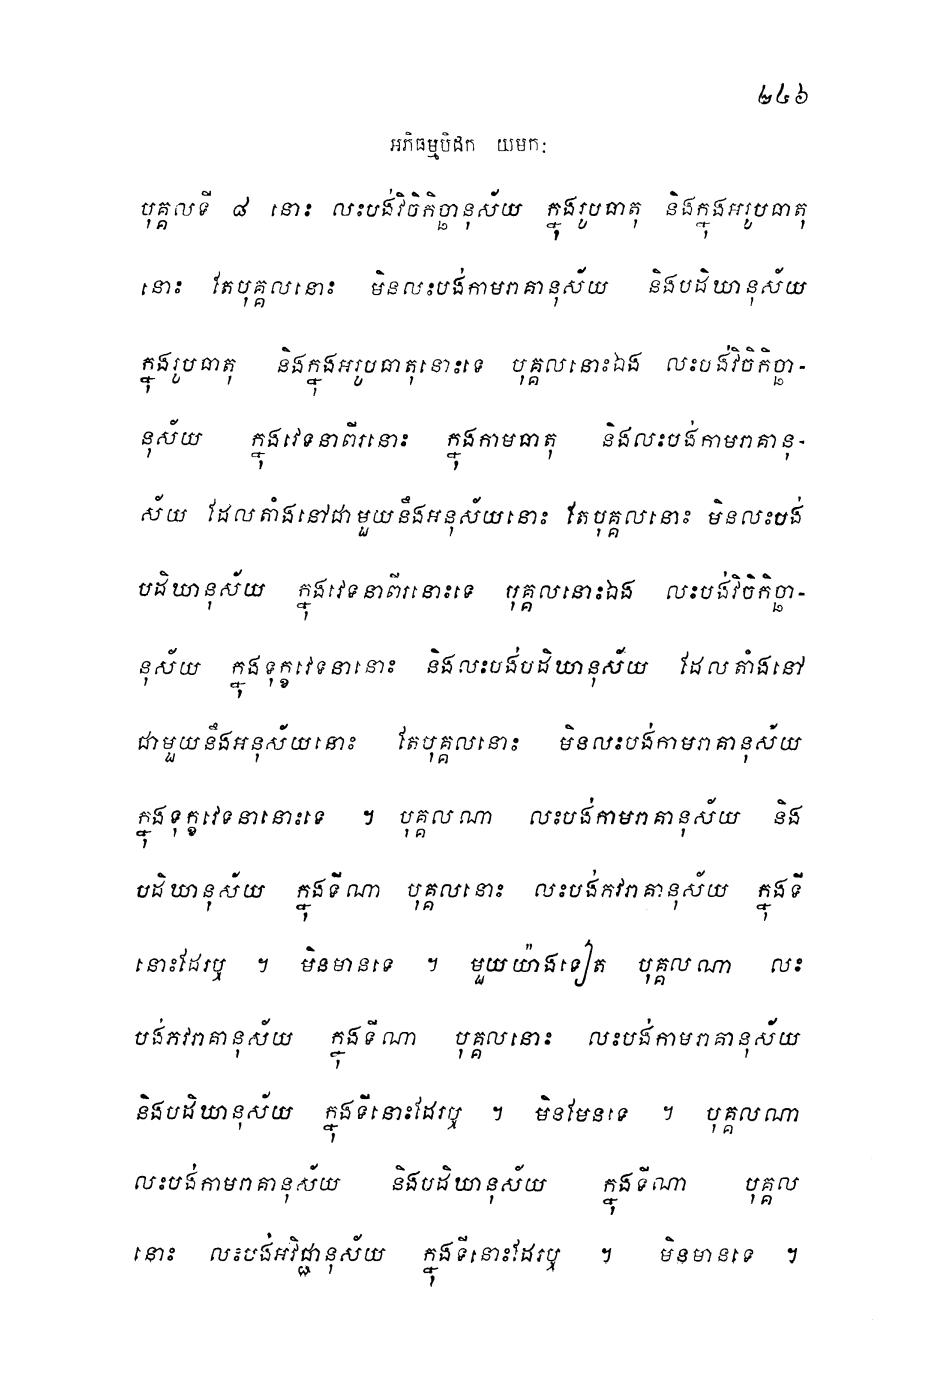 ២៤៦
អភិធម្មបិដក យមកៈ
បុគ្គលទី ៨ នោះ លះបង់វិចិកិច្ឆានុស័យ ក្នុងរូបធាតុ និងក្នុងអរូបធាតុ
នោះ តែបុគ្គលនោះ មិនលះបង់កាមរាគានុស័យ និងបដិឃានុស័យ
ក្នុងរូបធាតុ និងក្នុងអរូបធាតុនោះទេ បុគ្គលនោះឯង លះបង់វិចិកិច្ឆា-
នុស័យ ក្នុងវេទនាពីរនោះ ក្នុងកាមធាតុ និងលះបង់កាមរាគានុ-
ស័យ ដែលតាំងនៅជាមួយនឹងអនុស័យនោះ តែបុគ្គលនោះ មិនលះបង់
បដិឃានុស័យ ក្នុងវេទនាពីរនោះទេ បុគ្គលនោះឯង លះបង់វិចិកិច្ឆា-
នុស័យ ក្នុងទុក្ខវេទនានោះ និងលះបង់បដិឃានុស័យ ដែលតាំងនៅ
ជាមួយនឹងអនុស័យនោះ តែបុគ្គលនោះ មិនលះបង់កាមរាគានុស័យ
ក្នុងទុក្ខវេទនានោះទេ ។ បុគ្គលណា លះបង់កាមរាគានុស័យ និង
បដិឃានុស័យ ក្នុងទីណា បុគ្គលនោះ លះបង់ភវរាគានុស័យ ក្នុងទី
នោះដែរឬ ។ មិនមានទេ ។ មួយយ៉ាងទៀត បុគ្គលណា លះ
បង់ភវរាគានុស័យ ក្នុងទីណា បុគ្គលនោះ លះបង់កាមរាគានុស័យ
និងបដិឃានុស័យ ក្នុងទីនោះដែរឬ ។ មិនមែនទេ ។ បុគ្គលណា
លះបង់កាមរាគានុស័យ និងបដិឃានុស័យ ក្នុងទីណា បុគ្គល
នោះ លះបង់អវិជ្ជានុស័យ ក្នុងទីនោះដែរឬ ។ មិនមានទេ ។